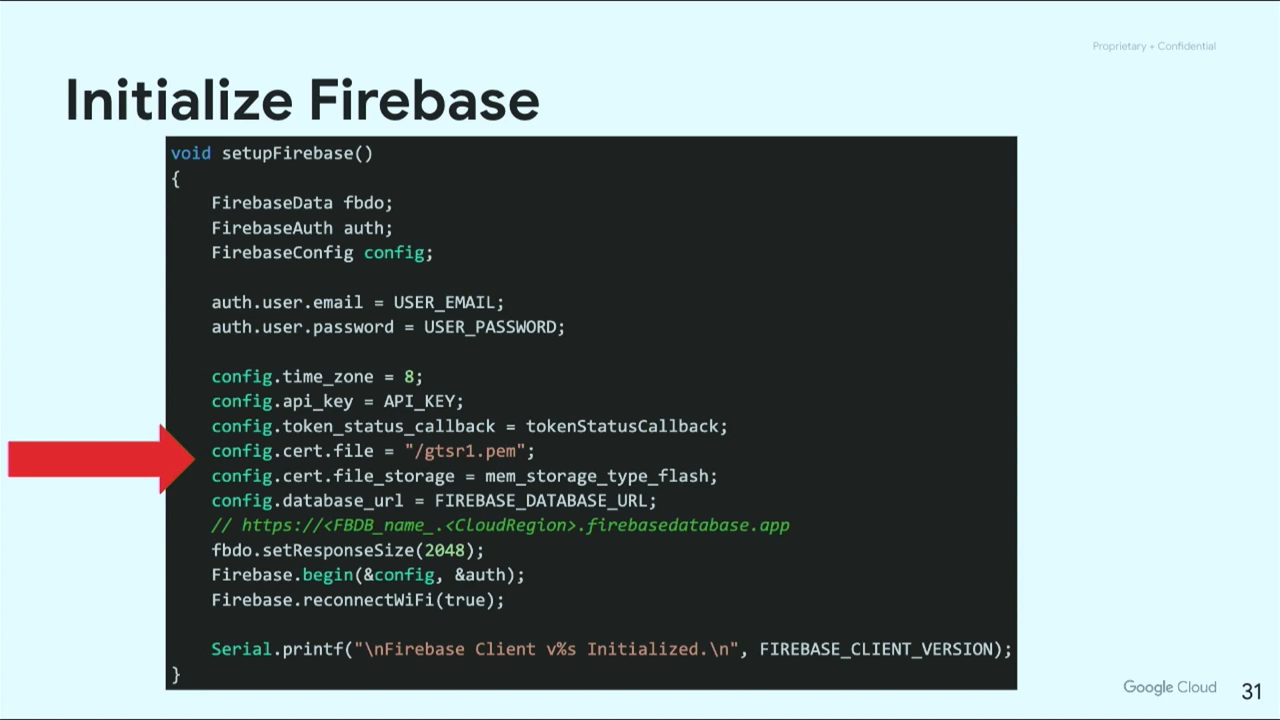 Proprietary + Confidential
Initialize Firebase
void setupFirebase()
{
    FirebaseData fbdo;
    FirebaseAuth auth;
    FirebaseConfig config;

    auth.user.email = USER_EMAIL;
    auth.user.password = USER_PASSWORD;

    config.time_zone = 8;
    config.api_key = API_KEY;
    config.token_status_callback = tokenStatusCallback;
    config.cert.file = "/gtsr1.pem";
    config.cert.file_storage = mem_storage_type_flash;
    config.database_url = FIREBASE_DATABASE_URL;
    // https://<FBDB_name_.<CloudRegion>.firebasedatabase.app
    fbdo.setResponseSize(2048);
    Firebase.begin(&config, &auth);
    Firebase.reconnectWiFi(true);

    Serial.printf("\nFirebase Client v%s Initialized.\n", FIREBASE_CLIENT_VERSION);
}
Google Cloud
31